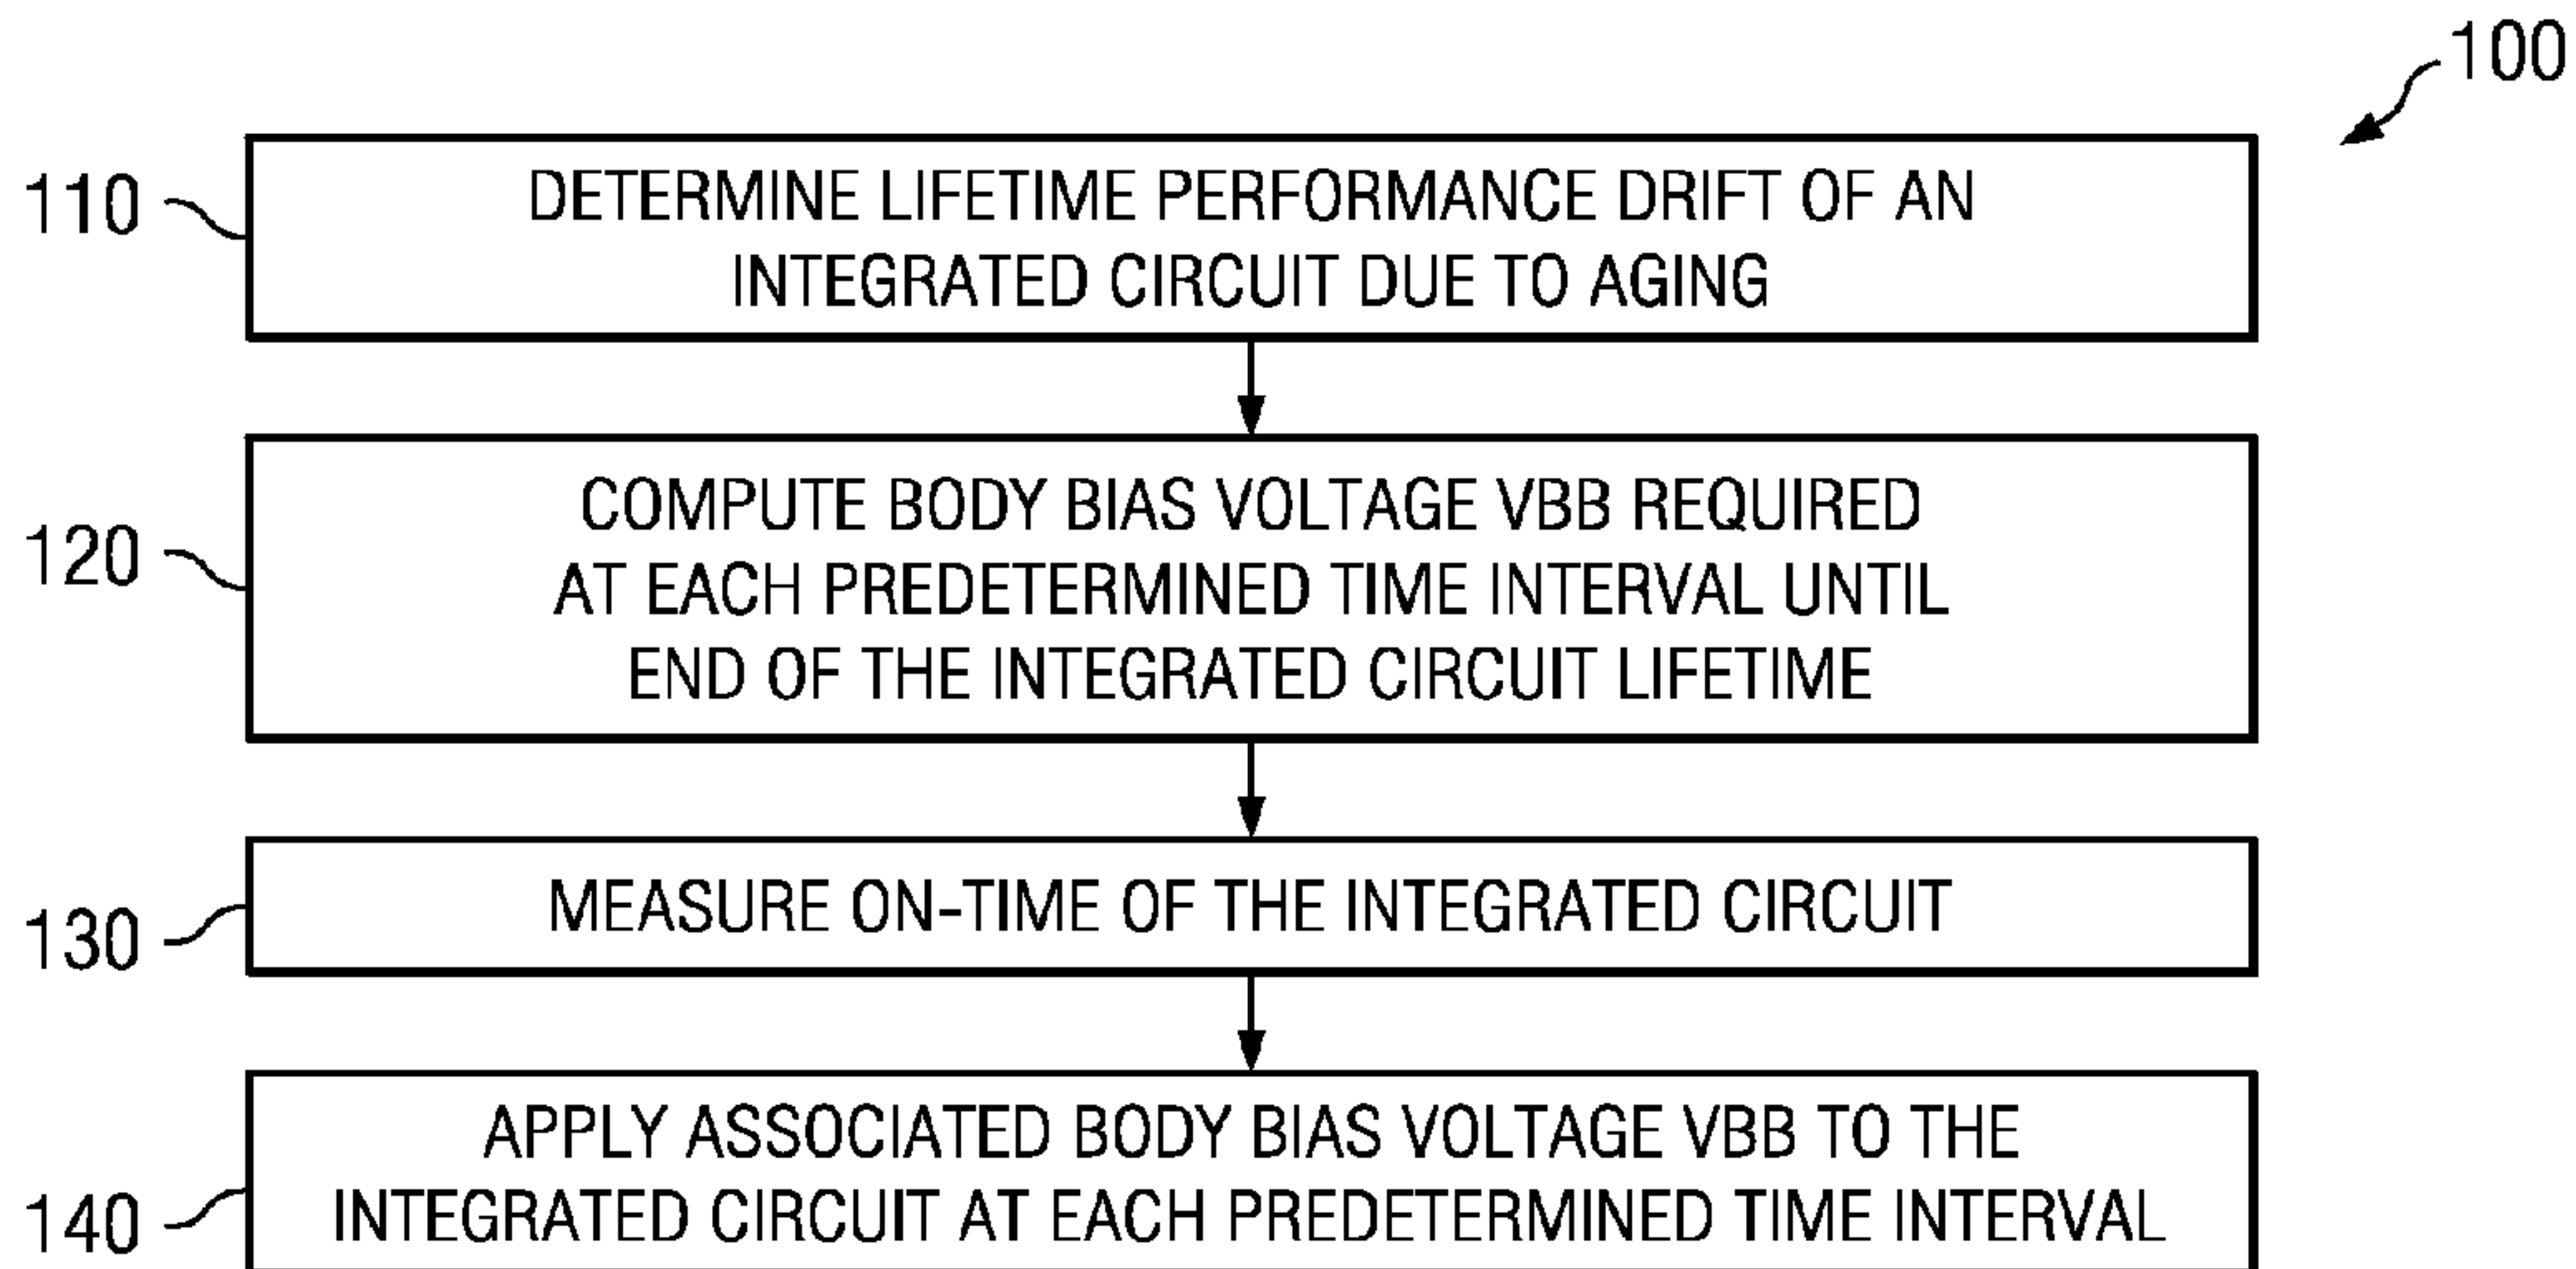 100
110
DETERMINE LIFETIME PERFORMANCE DRIFT OF AN
INTEGRATED CIRCUIT DUE TO AGING
120
COMPUTE BODY BIAS VOLTAGE VBB REQUIRED
AT EACH PREDETERMINED TIME INTERVAL UNTIL
END OF THE INTEGRATED CIRCUIT LIFETIME
130
MEASURE ON-TIME OF THE INTEGRATED CIRCUIT
140
APPLY ASSOCIATED BODY BIAS VOLTAGE VBB TO THE
INTEGRATED CIRCUIT AT EACH PREDETERMINED TIME INTERVAL